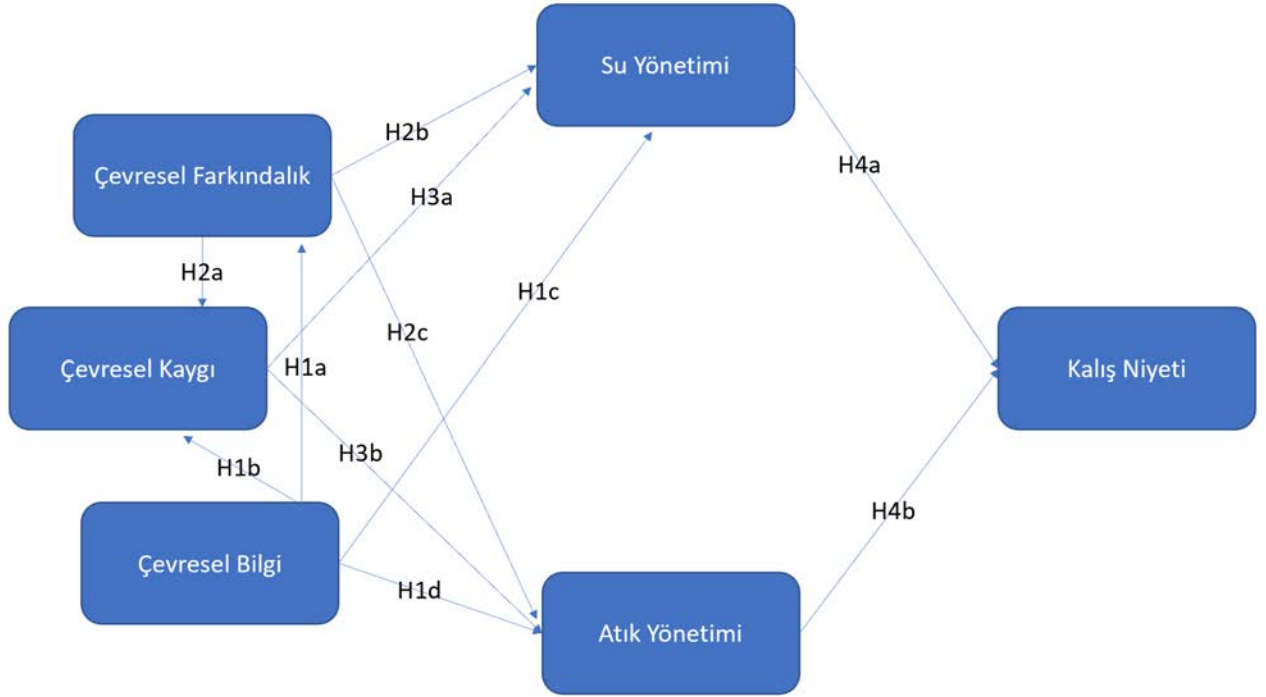 Su Yönetimi
H2b
Çevresel Farkındalık
H4a
H3a
H2a
H1c
H2c
Çevresel Kaygı
H1a
Kalış Niyeti
H3b
H1b
H4b
Çevresel Bilgi
H1d
Atık Yönetimi